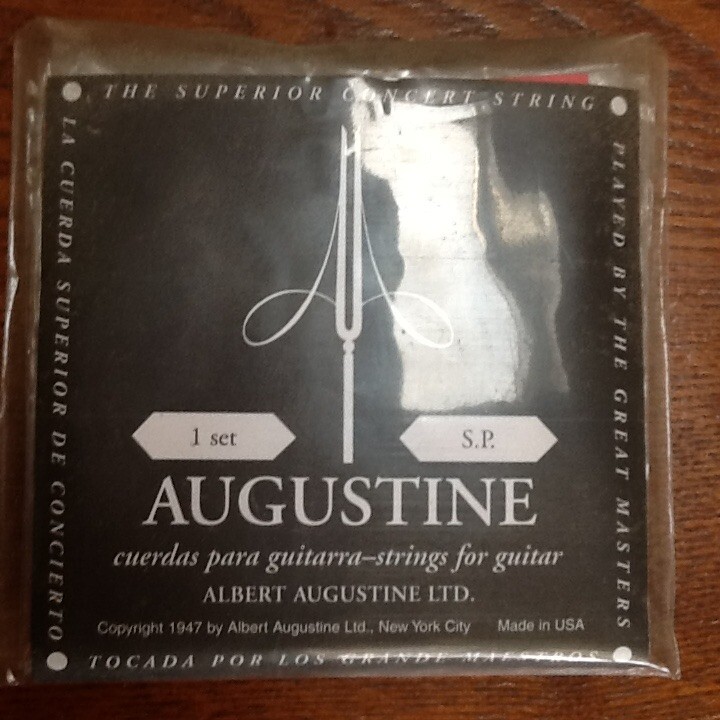 THE SUPERIOR CONCERT STRING
PLAYED BY THE GREAT MASTERS
LA CUERDA SUPERIOR DE CONCIERTO
1 set
S.P.
AUGUSTINE
cuerdas para guitarra–strings for guitar
ALBERT AUGUSTINE LTD.
Copyright 1947 by Albert Augustine Ltd., New York City Made in USA
TOCADA POR LOS GRANDE MAESTROS